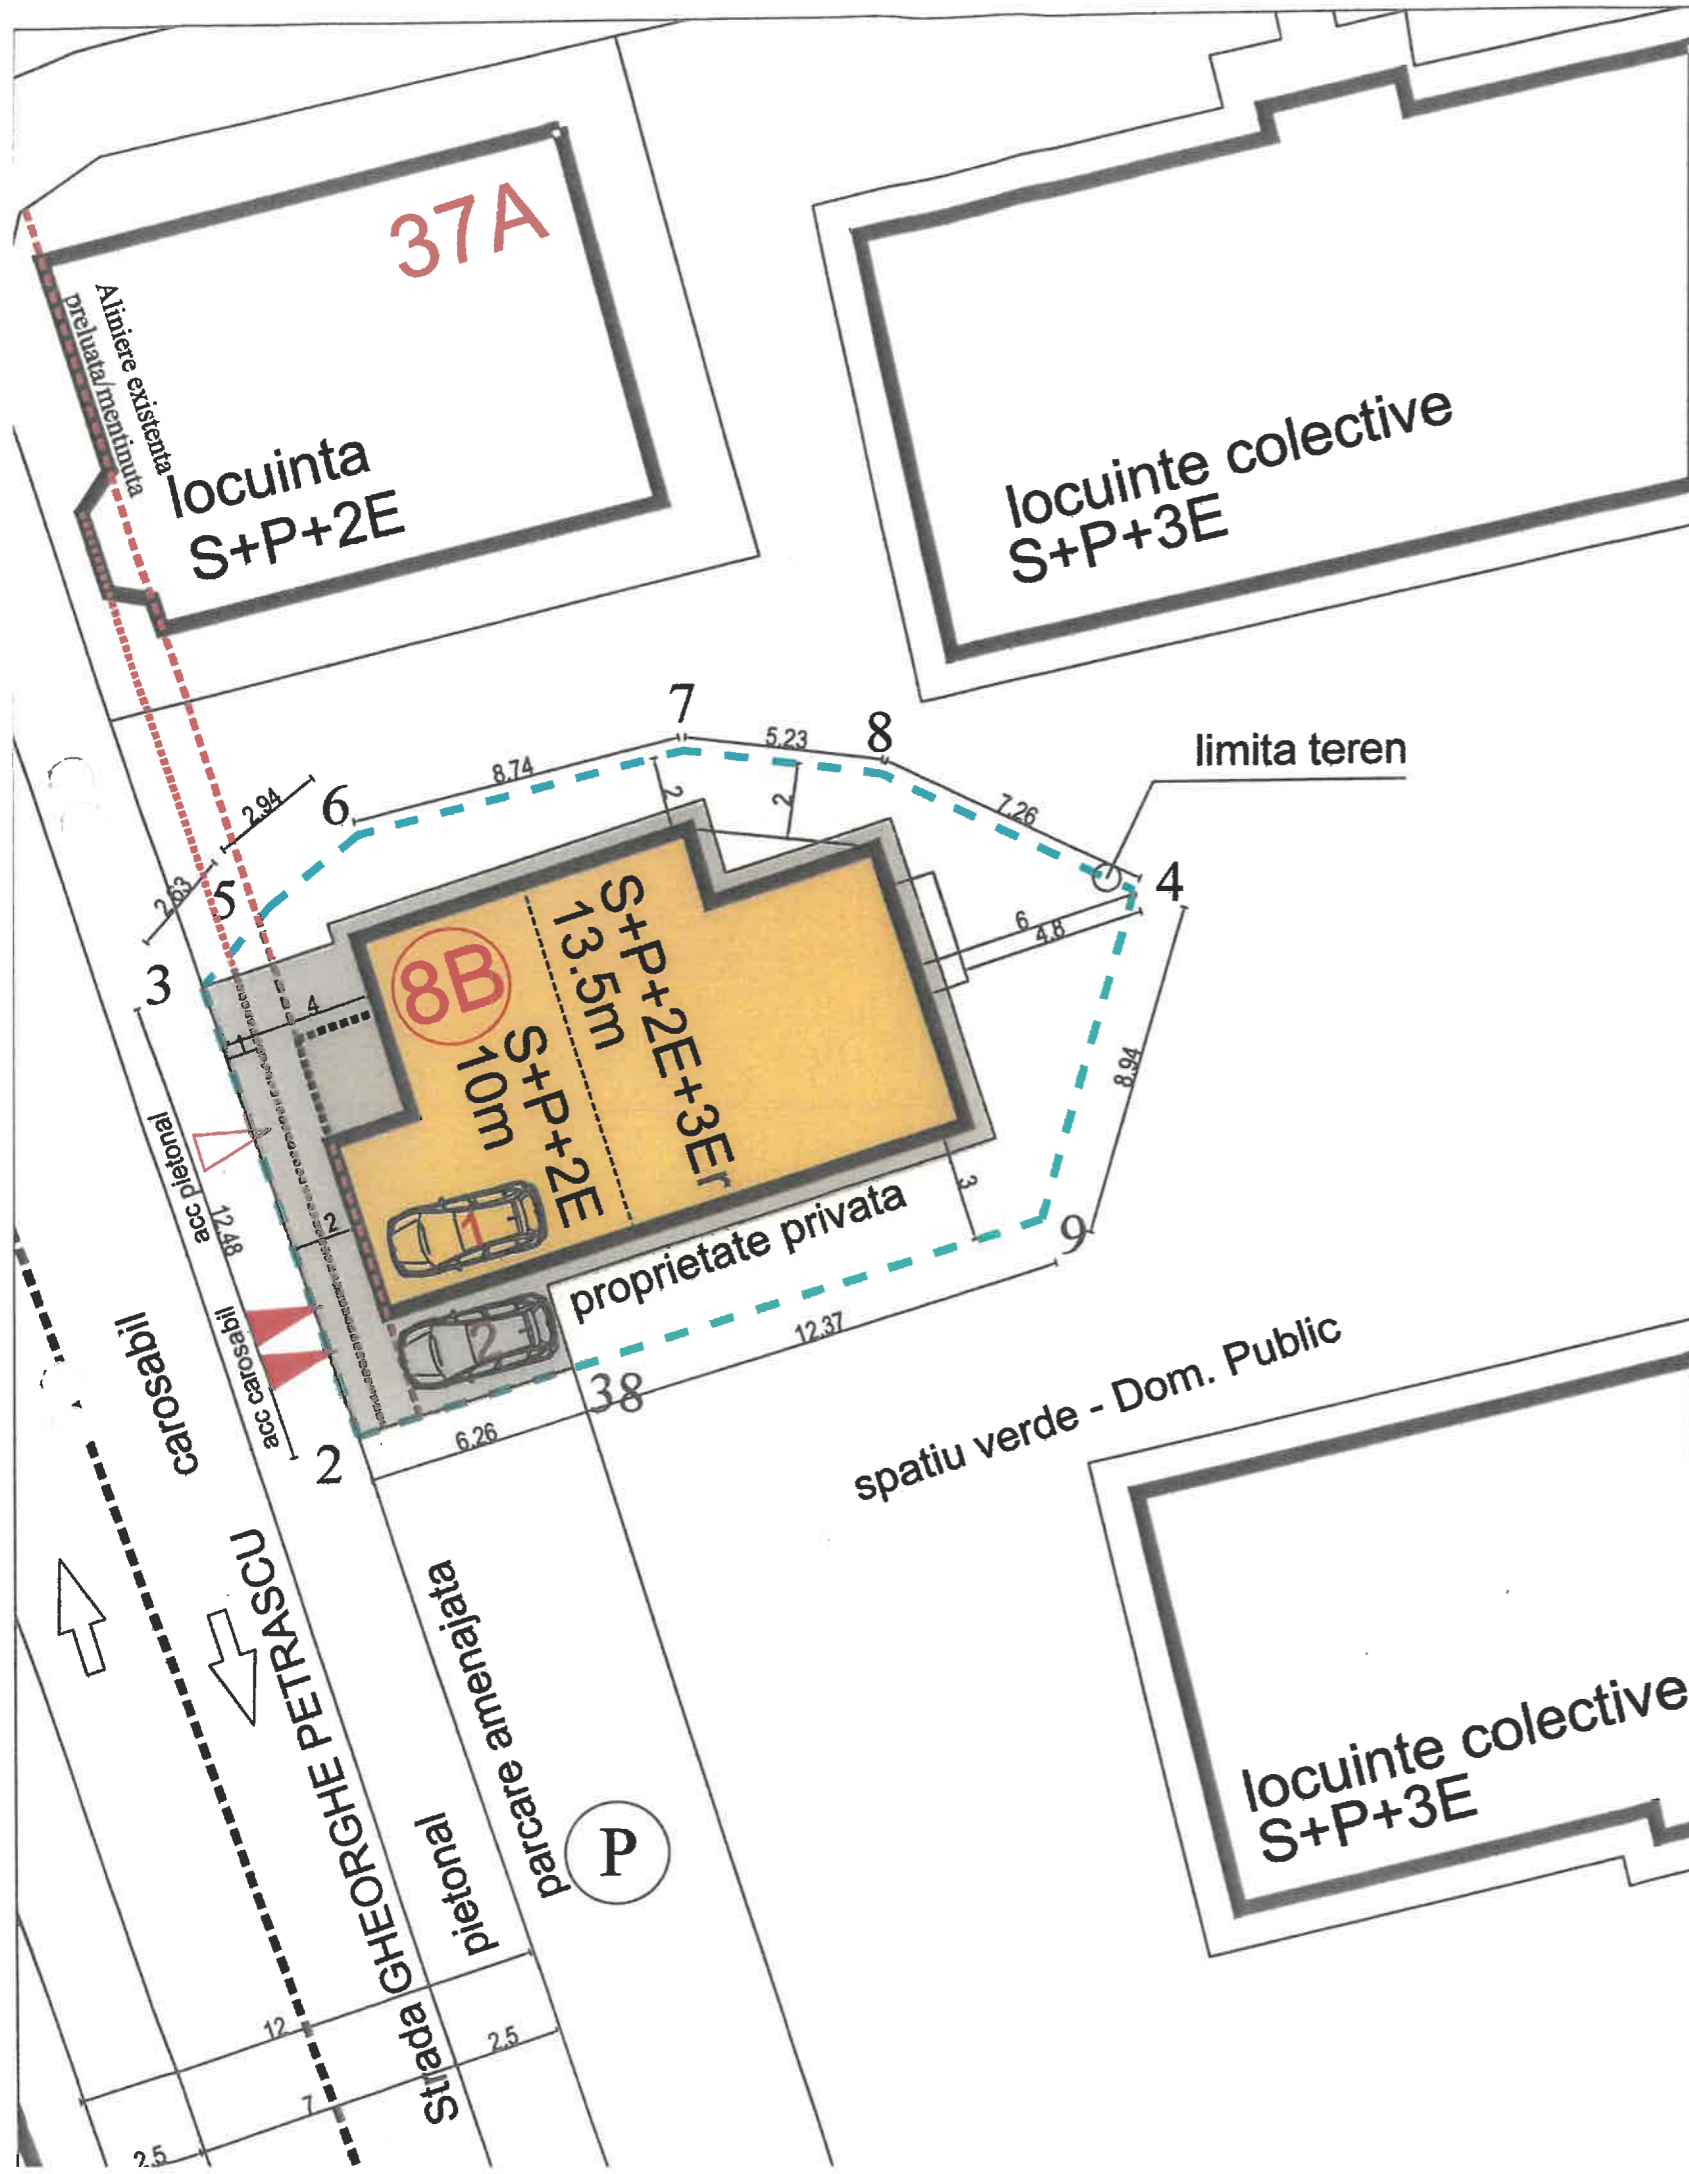 37A
Aliniere existenta
preluata/mentinuta
locuinta
S+P+2E
locuinte colective
S+P+3E
7
5.23
8
limita teren
8.74
2
2
7.26
6
2.94
2.63
5
4
6
4.8
3
8B
S+P+2E+3Er
13.5m
S+P+2E
10m
4
1
8.94
acc pietonal
12.48
2
1
3
9
proprietate privata
acc carosabil
2
12.37
38
6.26
2
carosabil
spatiu verde - Dom. Public
Strada GHEORGHE PETRASCU
pietonal
parcare amenajata
P
locuinte colective
S+P+3E
12
2.5
7
2.5